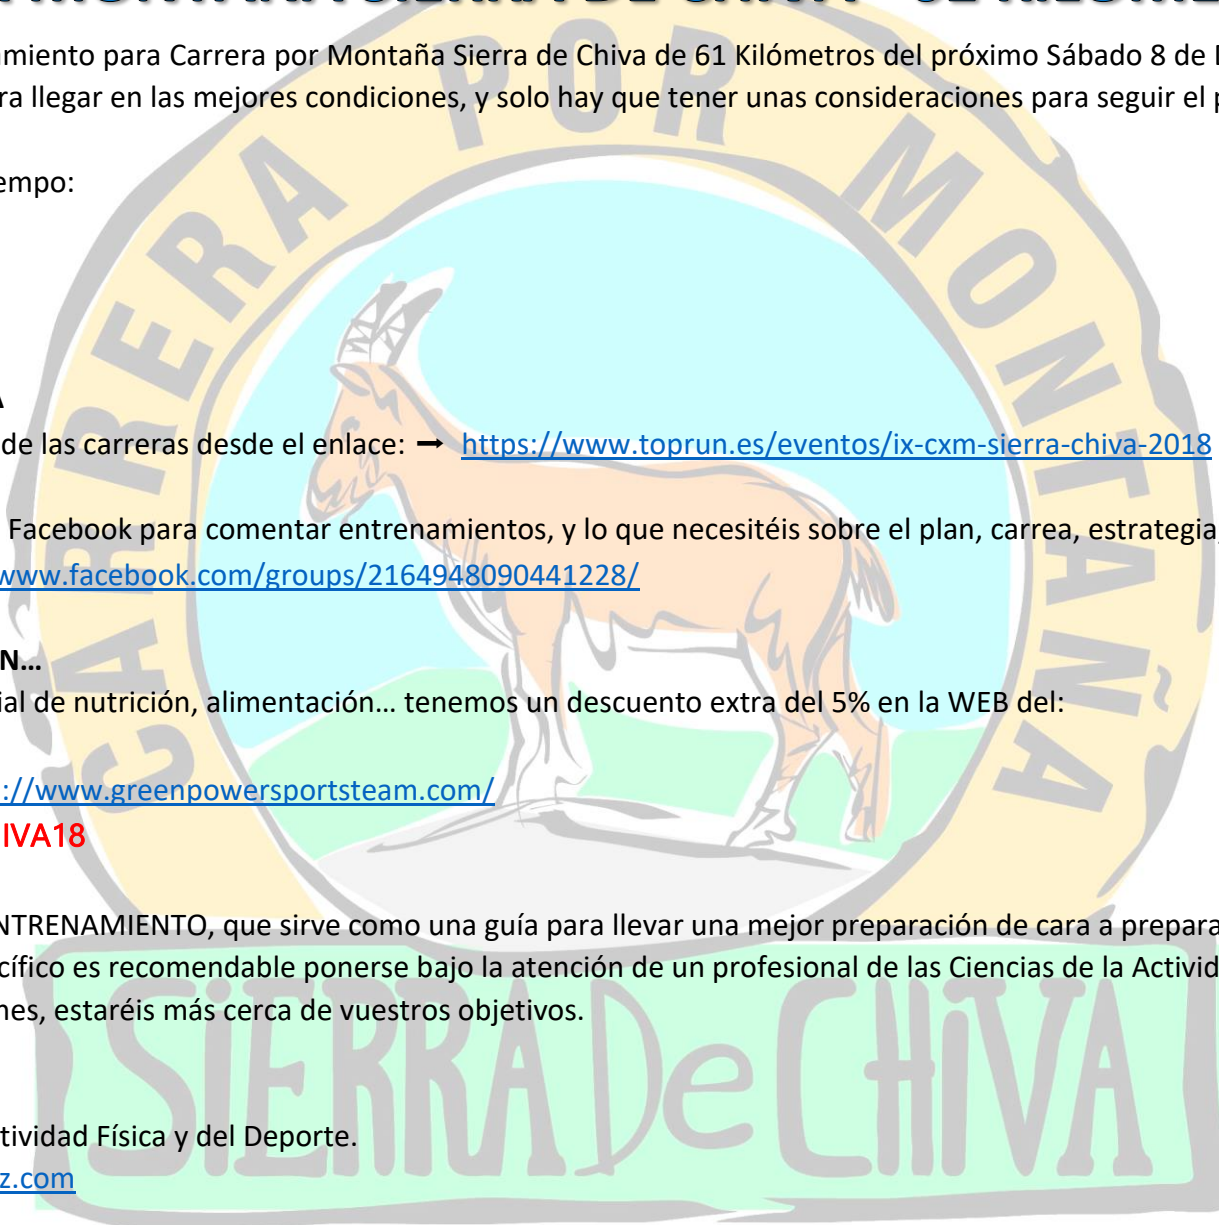 MONTAÑA SIERRA DE CHIVA
amiento para Carrera por Montaña Sierra de Chiva de 61 Kilómetros del próximo Sábado 8 de
ra llegar en las mejores condiciones, y solo hay que tener unas consideraciones para seguir el p
empo:
A
de las carreras desde el enlace: → https://www.toprun.es/eventos/ix-cxm-sierra-chiva-2018
Facebook para comentar entrenamientos, y lo que necesitéis sobre el plan, carrea, estrategia,
www.facebook.com/groups/2164948090441228/
N…
ial de nutrición, alimentación… tenemos un descuento extra del 5% en la WEB del:
://www.greenpowersportsteam.com/
IVA18
NTRENAMIENTO, que sirve como una guía para llevar una mejor preparación de cara a prepara
cífico es recomendable ponerse bajo la atención de un profesional de las Ciencias de la Activid
nes, estaréis más cerca de vuestros objetivos.
tividad Física y del Deporte.
z.com
CARRERA POR MONTAÑA
SiERRA De CHiVA